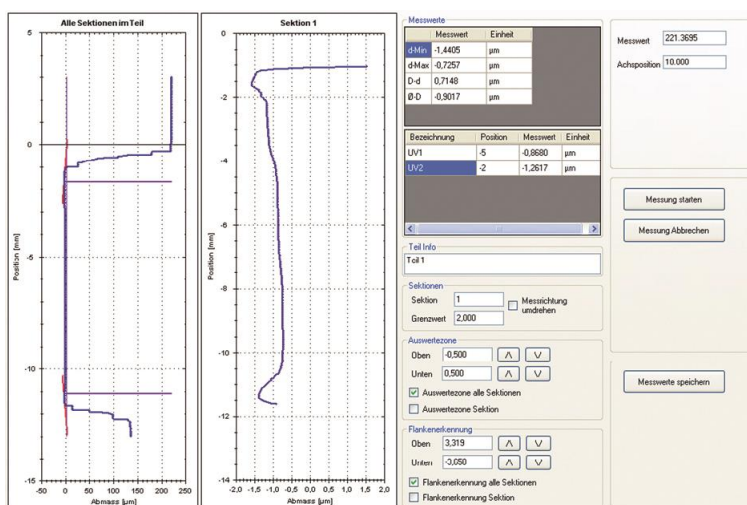 Alle Sektionen im Teil
5
0
-5
-10
-15
Position [mm]
-50 0 50 100 150 200 250
Abmass [µm]
Sektion 1
0
-2
-4
-6
-8
-10
-12
-14
Position [mm]
-2,0 -1,5 -1,0 -0,5 0,0 0,5 1,0 1,5 2,0
Abmass [µm]
Messwerte
Messwert Einheit
d-Min -1,4405 µm
d-Max -0,7257 µm
D-d 0,7148 µm
Ø-D -0,9017 µm
Bezeichnung Position Messwert Einheit
UV1 -5 -0,8680 µm
UV2 -2 -1,2617 µm
Teil Info
Teil 1
Sektionen
Sektion 1
Messrichtung
umdrehen
Grenzwert 2,000
Auswertezone
Oben -0,500
Unten 0,500
Auswertezone alle Sektionen
Auswertezone Sektion
Flankenerkennung
Oben 3,319
Unten -3,050
Flankenerkennung alle Sektionen
Flankenerkennung Sektion
Messwert 221.3695
Achsposition 10.000
Messung starten
Messung Abbrechen
Messwerte speichern